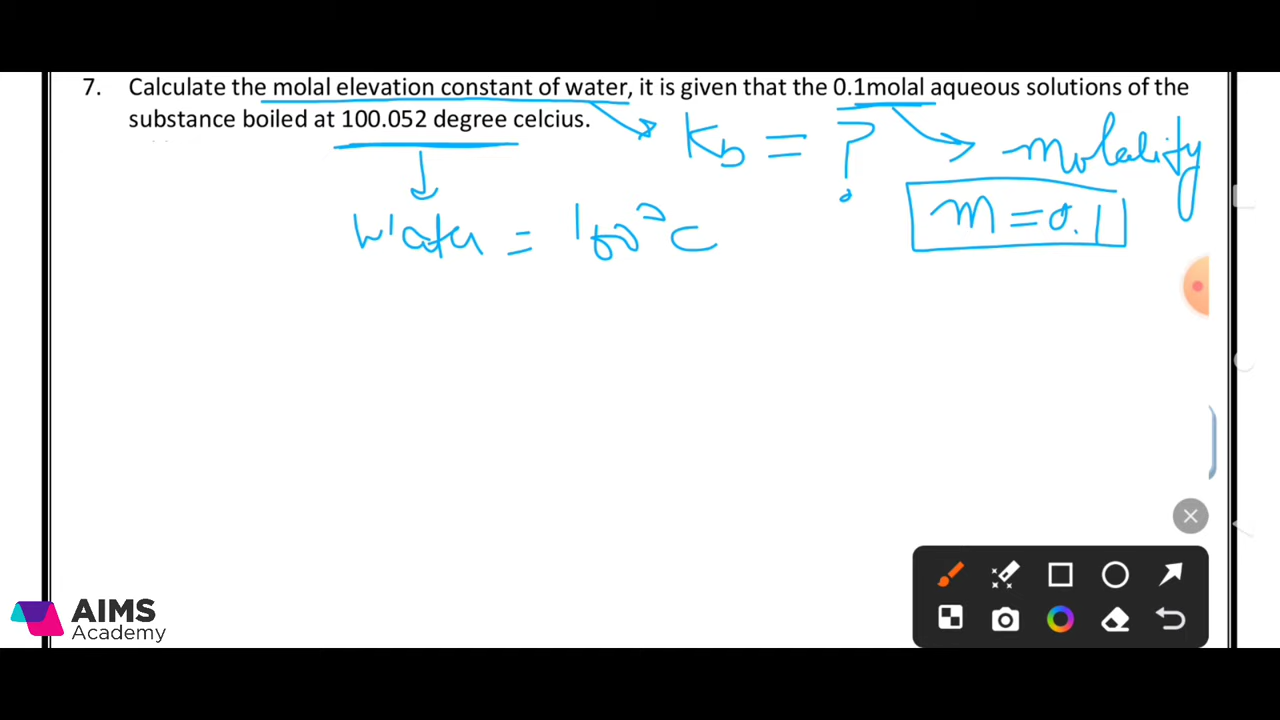 7. Calculate the molal elevation constant of water, it is given that the 0.1molal aqueous solutions of the
substance boiled at 100.052 degree celcius.
Kb = ?
molality
m = 0.1
Water = 100°C
AIMS
Academy